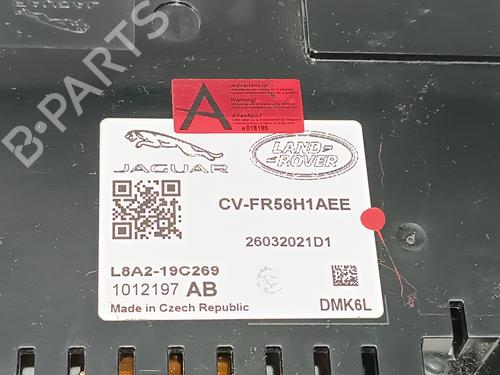 B-PARTS
A
¡Advertencia!
Warning!
Attention !
e018195
JAGUAR
LAND
ROVER
CV-FR56H1AEE
26032021D1
L8A2-19C269
1012197 AB
Made in Czech Republic
DMK6L